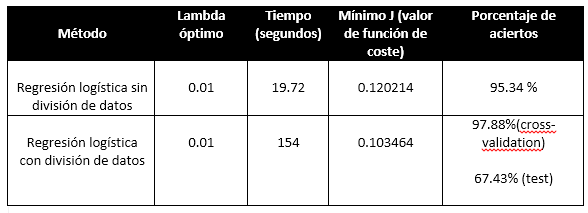 Método
Lambda
óptimo
Tiempo
(segundos)
Mínimo J (valor
de función de
coste)
Porcentaje de
aciertos
Regresión logística sin
división de datos
0.01
19.72
0.120214
95.34 %
Regresión logística
con división de datos
0.01
154
0.103464
97.88%(cross-
validation)
67.43% (test)